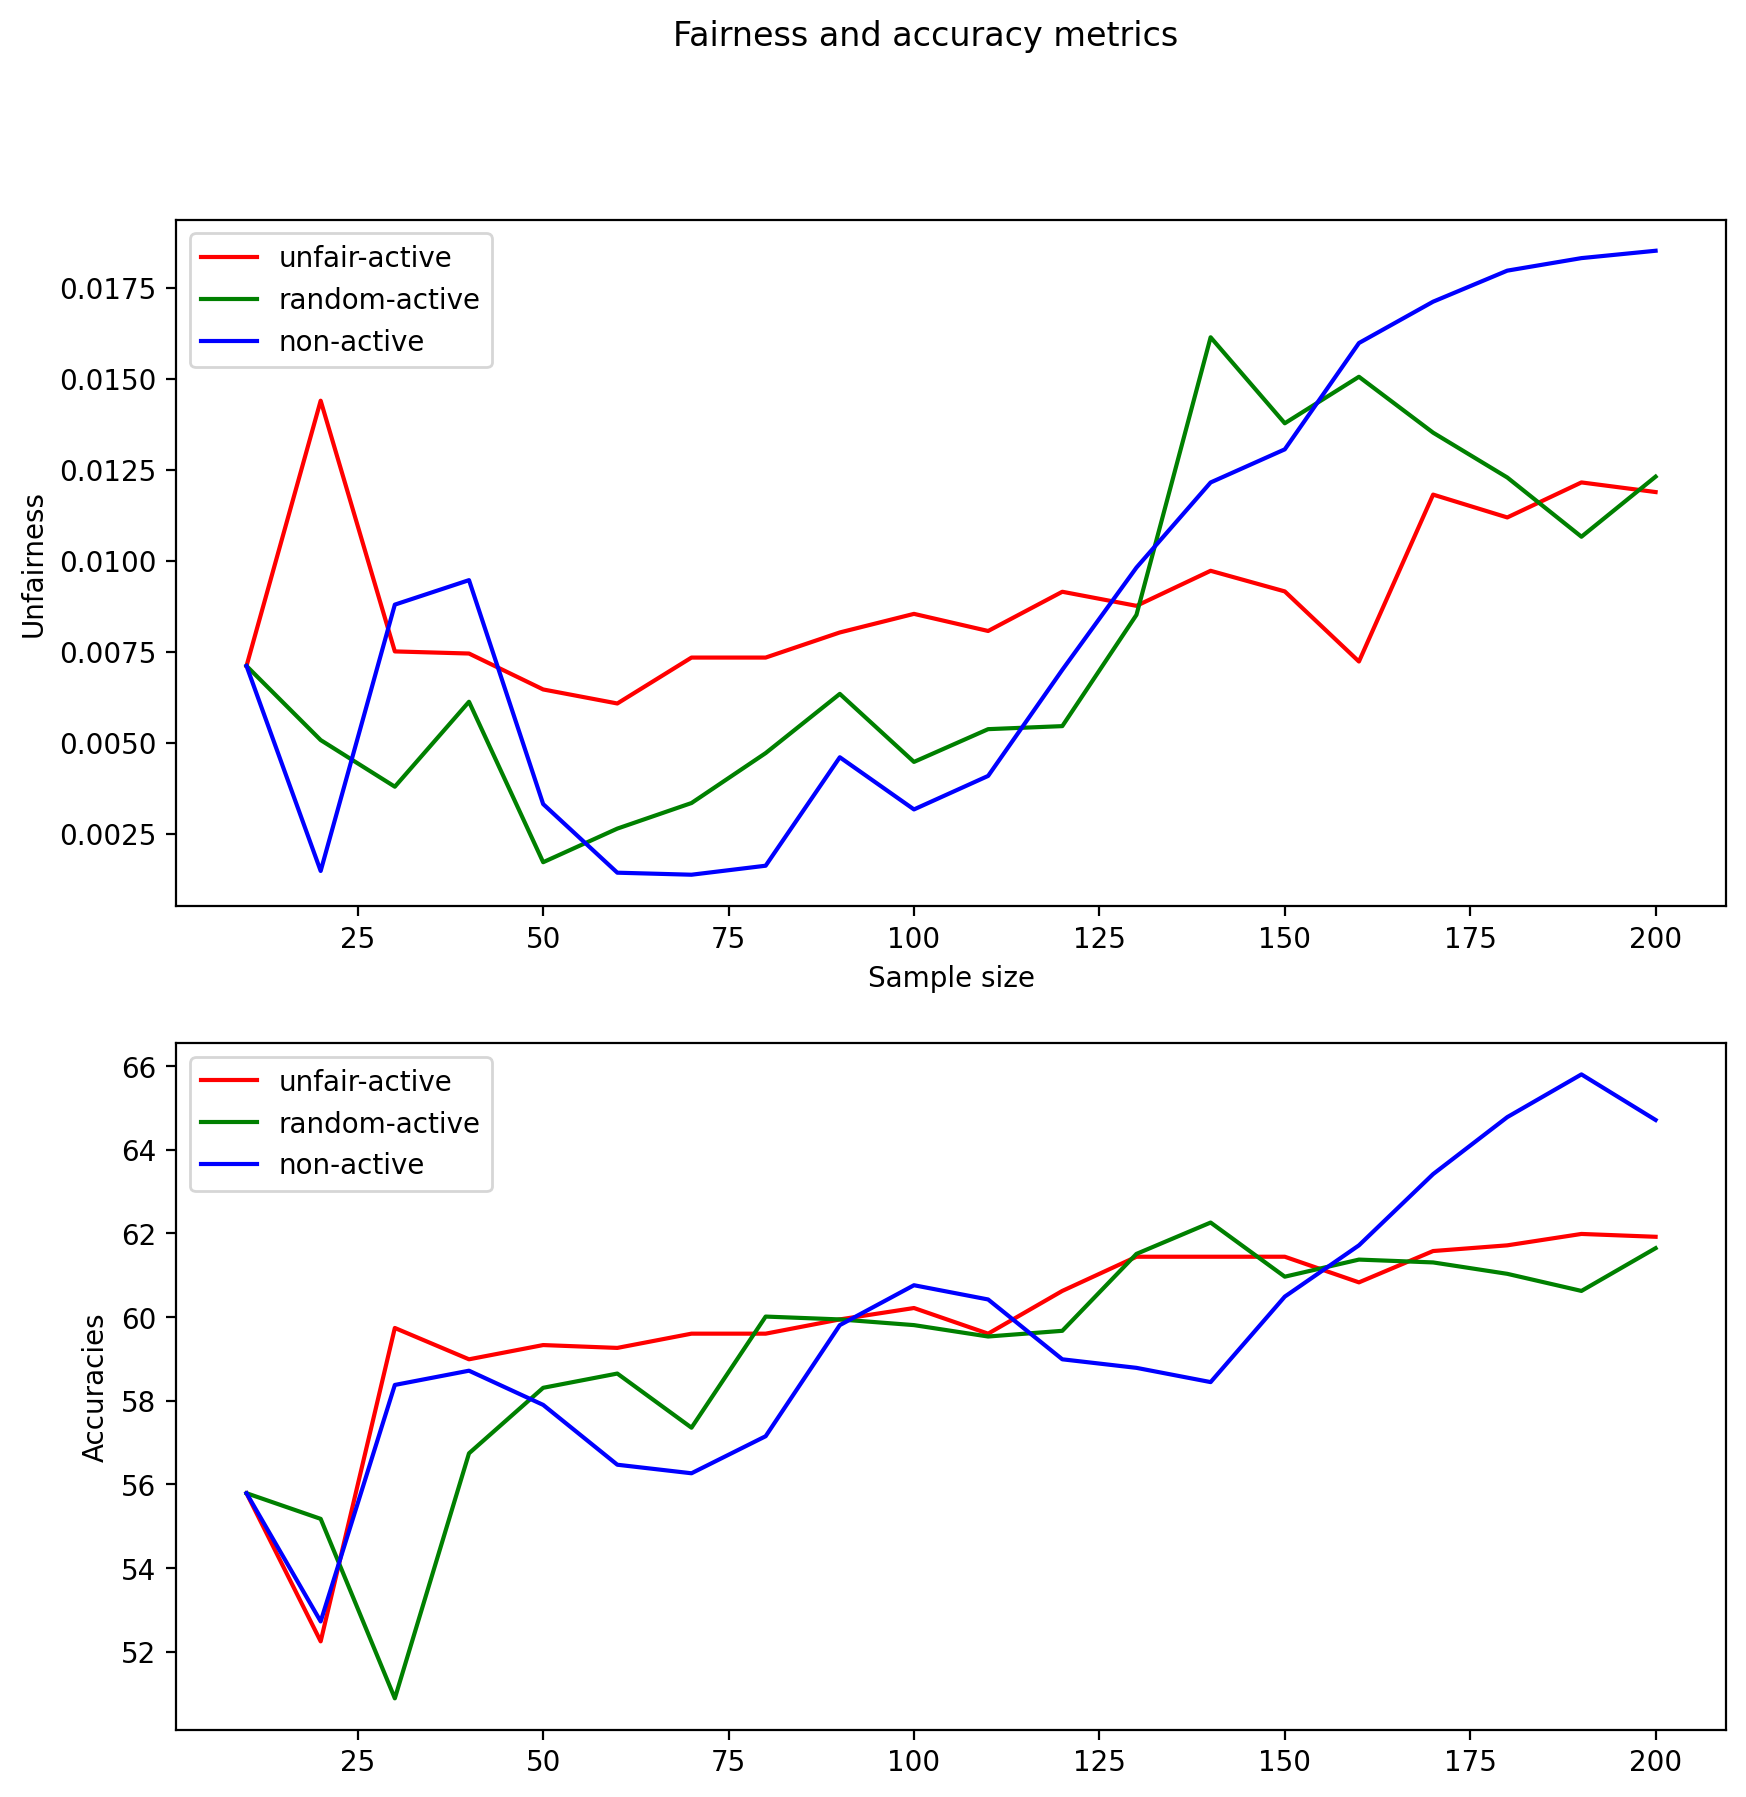 Fairness and accuracy metrics
unfair-active
random-active
non-active
0.0175
0.0150
0.0125
0.0100
0.0075
0.0050
0.0025
Unfairness
25 50 75 100 125 150 175 200
Sample size
unfair-active
random-active
non-active
66
64
62
60
58
56
54
52
Accuracies
25 50 75 100 125 150 175 200